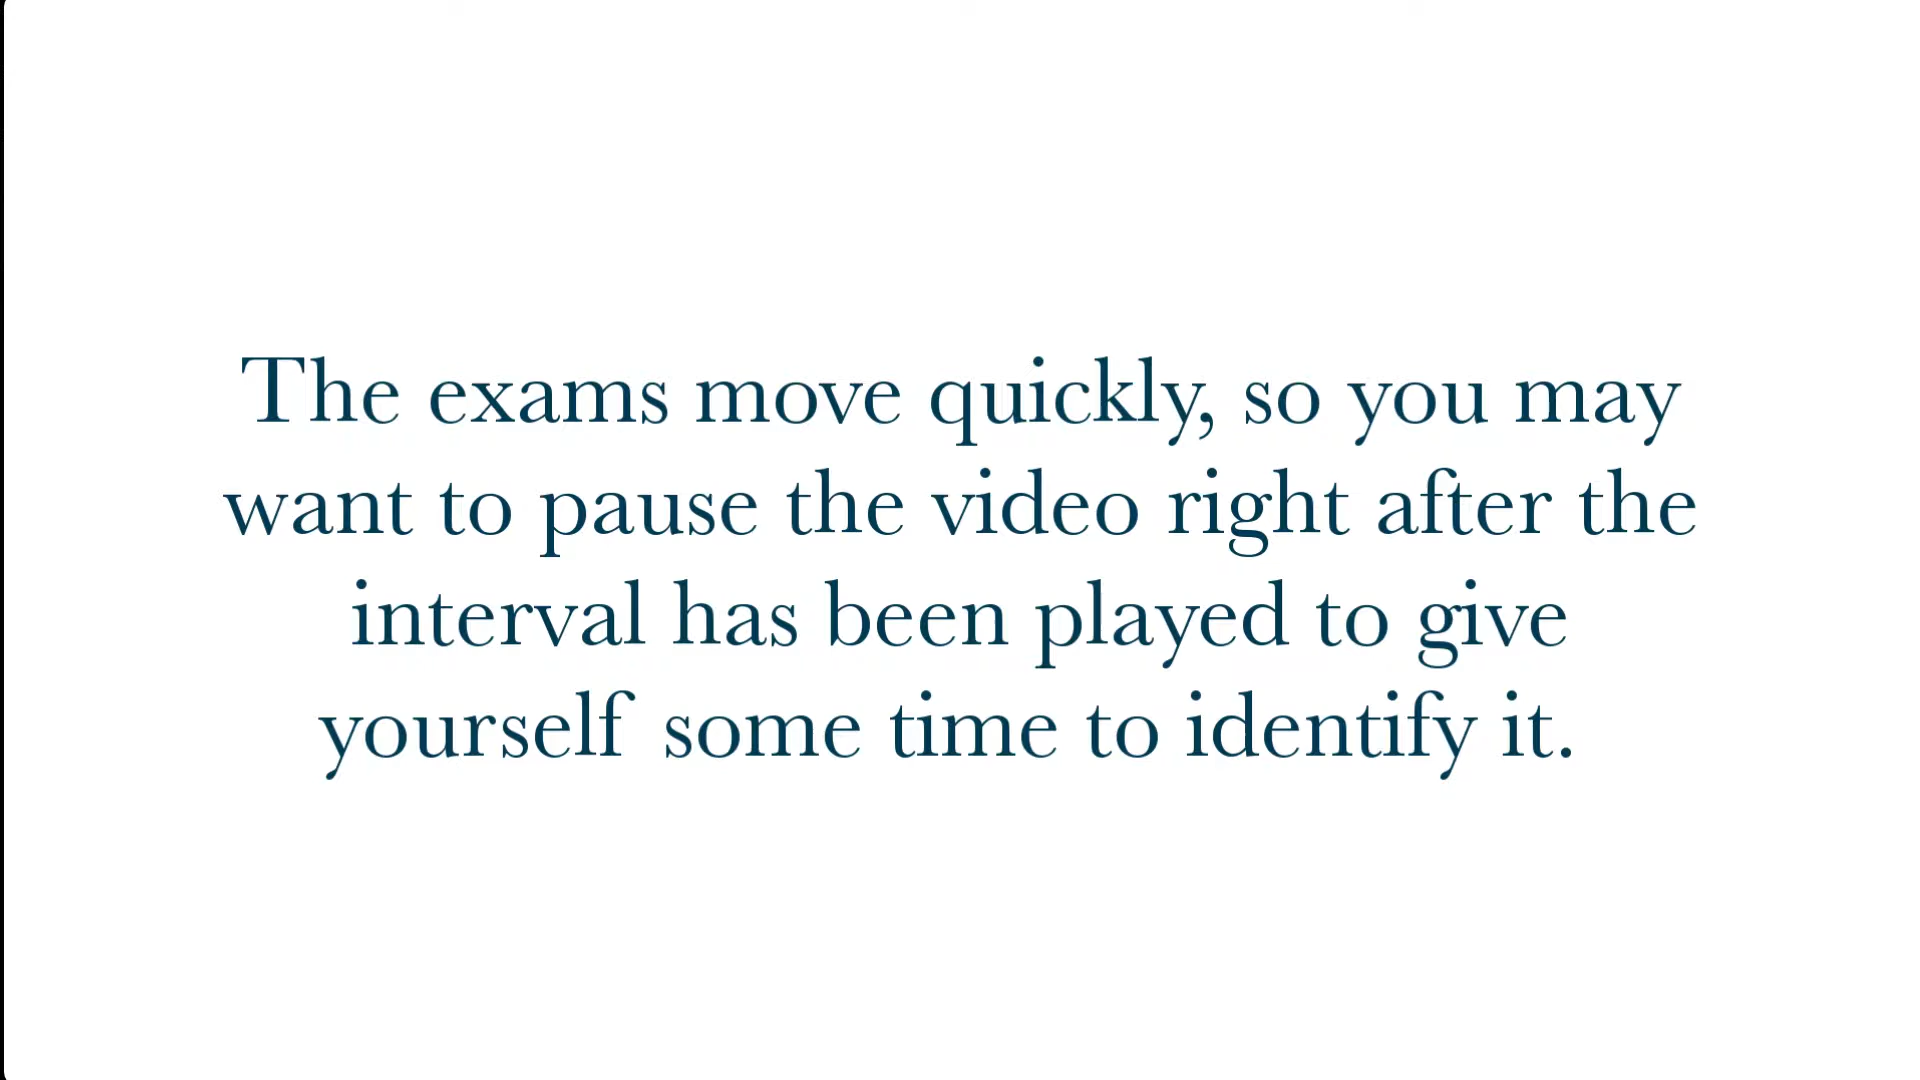 The exams move quickly, so you may
want to pause the video right after the
interval has been played to give
yourself some time to identify it.